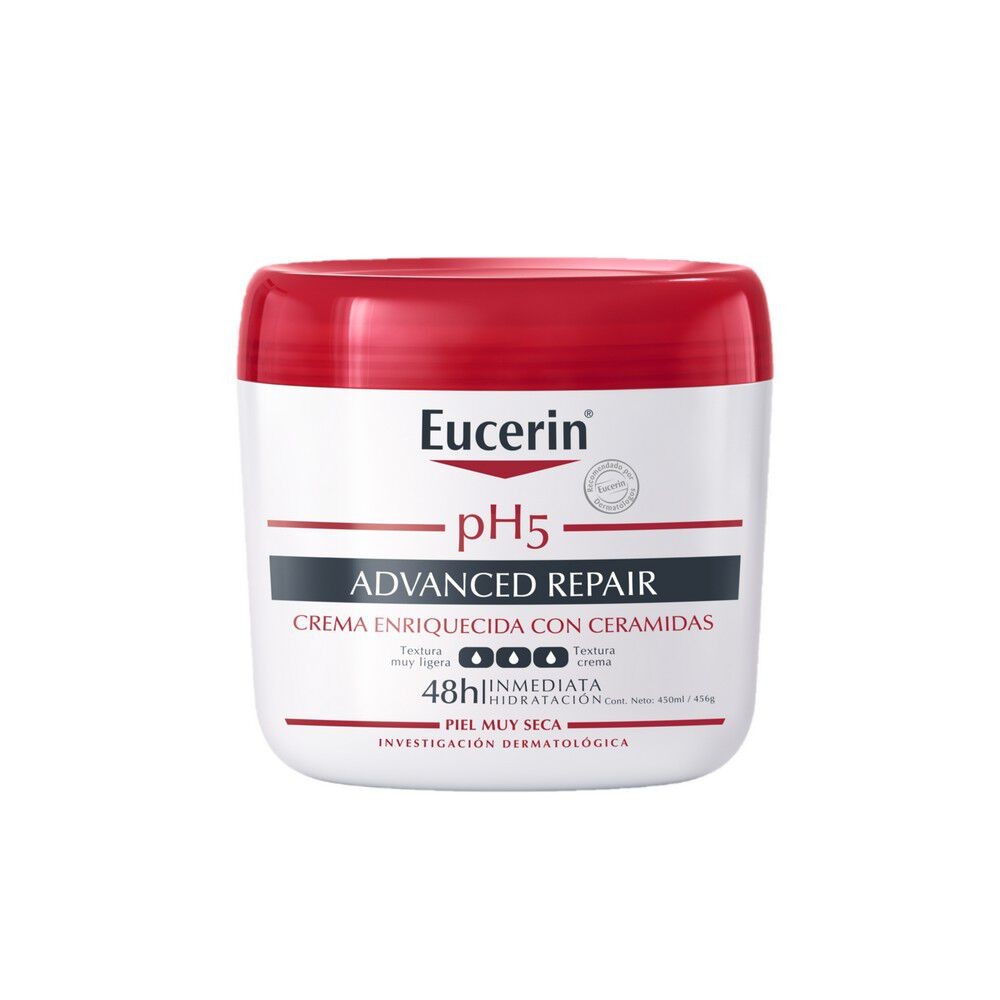 Eucerin®
Recomendado por
Eucerin
Dermatólogos
pH5
ADVANCED REPAIR
CREMA ENRIQUECIDA CON CERAMIDAS
Textura muy ligera
Textura crema
48h INMEDIATA HIDRATACIÓN
Cont. Neto: 450ml / 456g
PIEL MUY SECA
INVESTIGACIÓN DERMATOLÓGICA